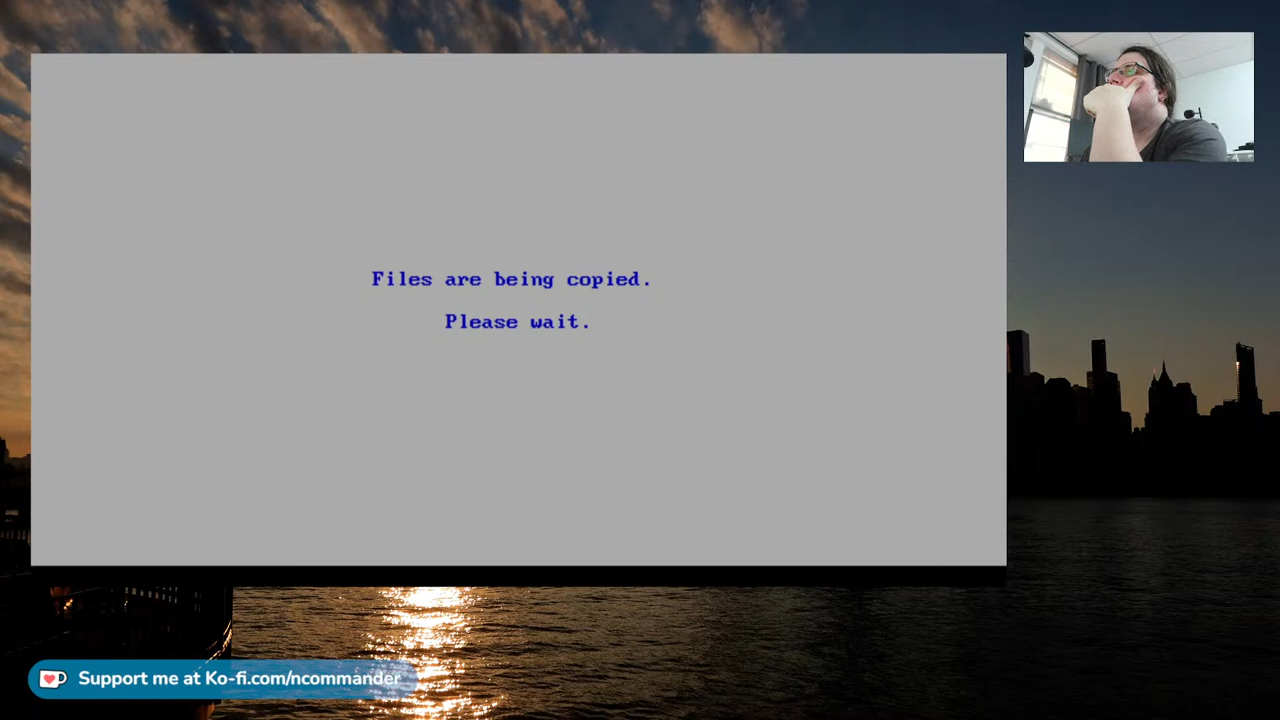 Files are being copied.
Please wait.
Support me at Ko-fi.com/ncommander